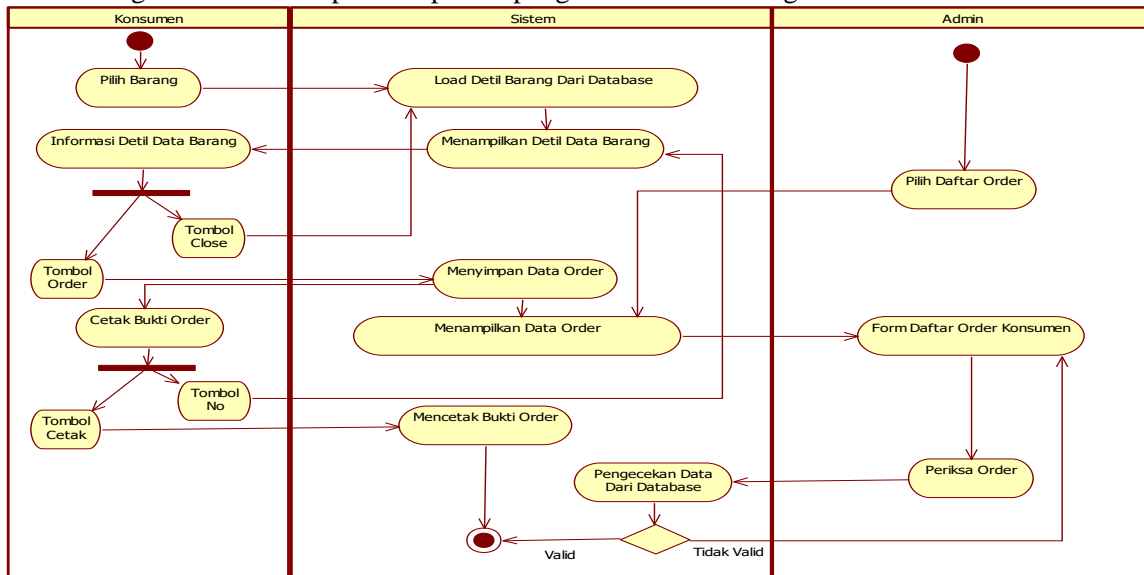 Konsumen
Sistem
Admin
Pilih Barang
Load Detil Barang Dari Database
Informasi Detil Data Barang
Menampilkan Detil Data Barang
Pilih Daftar Order
Tombol
Close
Tombol
Order
Menyimpan Data Order
Cetak Bukti Order
Menampilkan Data Order
Form Daftar Order Konsumen
Tombol
No
Tombol
Cetak
Mencetak Bukti Order
Pengecekan Data
Dari Database
Periksa Order
Valid
Tidak Valid